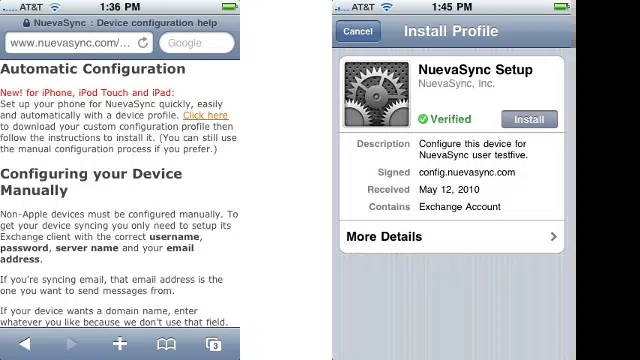 AT&T 1:36 PM
NuevaSync : Device configuration help
www.nuevasync.com/...
Google
Automatic Configuration
New! for iPhone, iPod Touch and iPad:
Set up your phone for NuevaSync quickly, easily
and automatically with a device profile. Click here
to download your custom configuration profile then
follow the instructions to install it. (You can still use
the manual configuration process if you prefer.)
Configuring your Device
Manually
Non-Apple devices must be configured manually. To
get your device syncing you only need to setup its
Exchange client with the correct username,
password, server name and your email
address.
If you're syncing email, that email address is the
one you want to send messages from.
If your device wants a domain name, enter
whatever you like because we don't use that field.
3
AT&T 1:45 PM
Cancel
Install Profile
NuevaSync Setup
NuevaSync, Inc.
Verified
Install
Description Configure this device for
NuevaSync user testfive.
Signed config.nuevasync.com
Received May 12, 2010
Contains Exchange Account
More Details